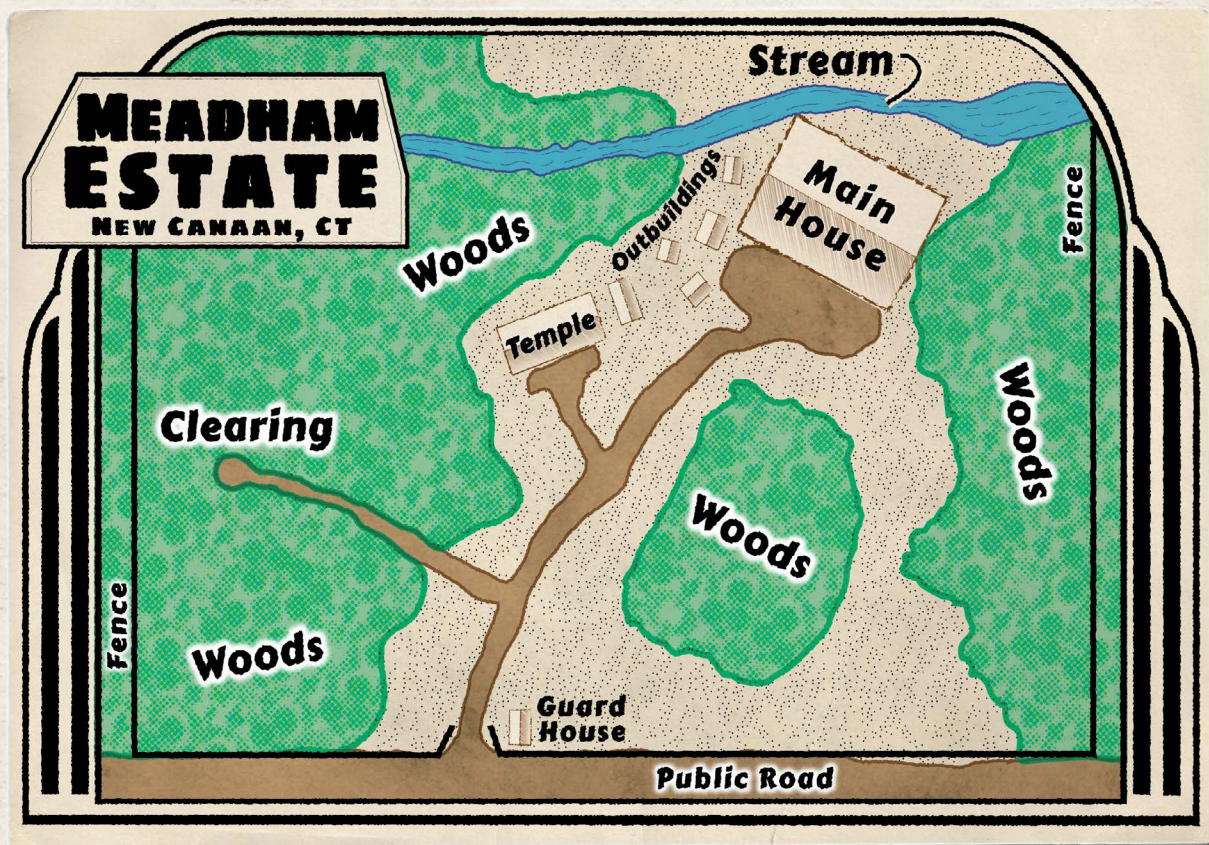 Stream
MEADHAM
ESTATE
NEW CANAAN, CT
Main
House
Outbuildings
Fence
Woods
Temple
Clearing
Woods
Woods
Fence
Woods
Guard
House
Public Road